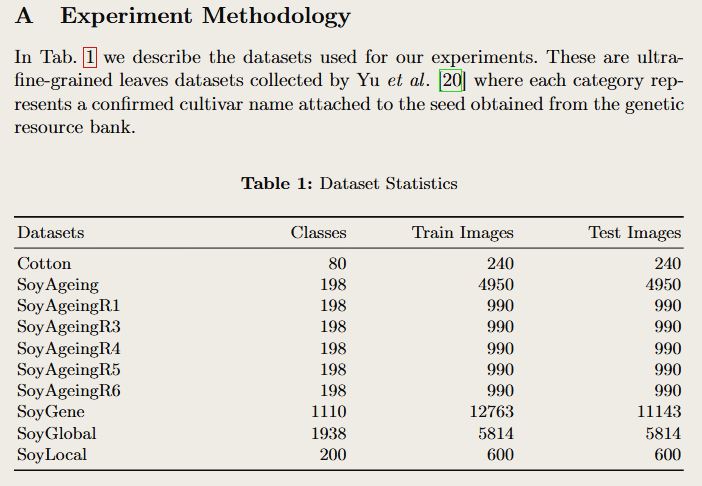 A Experiment Methodology
In Tab. 1 we describe the datasets used for our experiments. These are ultra-
fine-grained leaves datasets collected by Yu et al. [20] where each category rep-
resents a confirmed cultivar name attached to the seed obtained from the genetic
resource bank.
Table 1: Dataset Statistics
Datasets Classes Train Images Test Images
Cotton 80 240 240
SoyAgeing 198 4950 4950
SoyAgeingR1 198 990 990
SoyAgeingR3 198 990 990
SoyAgeingR4 198 990 990
SoyAgeingR5 198 990 990
SoyAgeingR6 198 990 990
SoyGene 1110 12763 11143
SoyGlobal 1938 5814 5814
SoyLocal 200 600 600